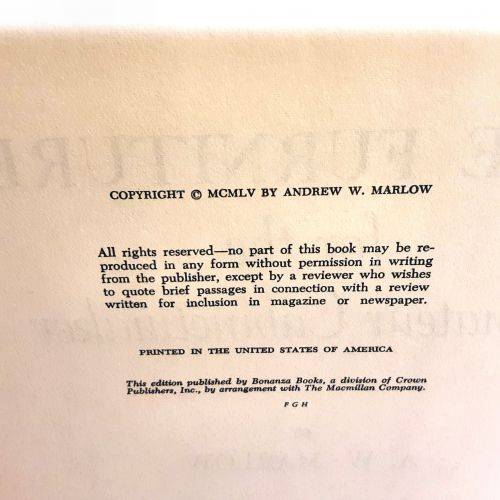 COPYRIGHT © MCMLV BY ANDREW W. MARLOW
All rights reserved—no part of this book may be re-
produced in any form without permission in writing
from the publisher, except by a reviewer who wishes
to quote brief passages in connection with a review
written for inclusion in magazine or newspaper.
PRINTED IN THE UNITED STATES OF AMERICA
This edition published by Bonanza Books, a division of Crown
Publishers, Inc., by arrangement with The Macmillan Company.
F G H